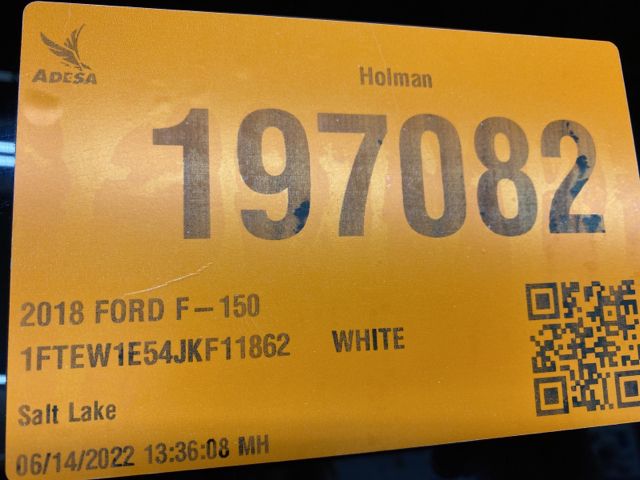 ADESA
Holman
197082
2018 FORD F-150
1FTEW1E54JKF11862 WHITE
Salt Lake
06/14/2022 13:36:08 MH